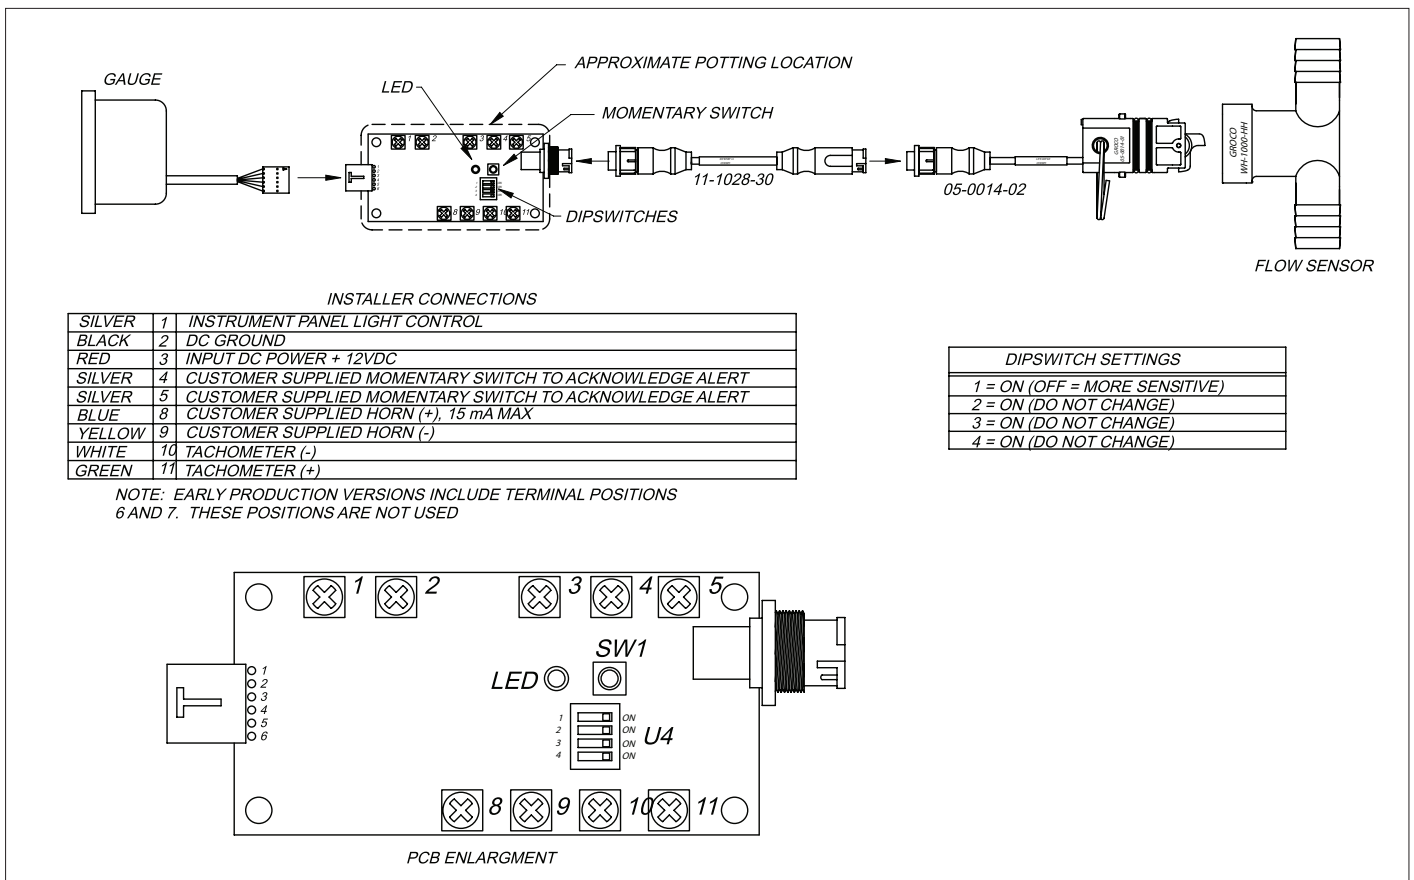 GAUGE
APPROXIMATE POTTING LOCATION
LED
MOMENTARY SWITCH
1 2 3 4 5
8 9 10 11
DIPSWITCHES
11-1028-30
05-0014-02
GROCO
GROCO
WH-1000-HH
FLOW SENSOR
INSTALLER CONNECTIONS
SILVER 1 INSTRUMENT PANEL LIGHT CONTROL
BLACK 2 DC GROUND
RED 3 INPUT DC POWER + 12VDC
SILVER 4 CUSTOMER SUPPLIED MOMENTARY SWITCH TO ACKNOWLEDGE ALERT
SILVER 5 CUSTOMER SUPPLIED MOMENTARY SWITCH TO ACKNOWLEDGE ALERT
BLUE 8 CUSTOMER SUPPLIED HORN (+), 15 mA MAX
YELLOW 9 CUSTOMER SUPPLIED HORN (-)
WHITE 10 TACHOMETER (-)
GREEN 11 TACHOMETER (+)
NOTE: EARLY PRODUCTION VERSIONS INCLUDE TERMINAL POSITIONS
6 AND 7. THESE POSITIONS ARE NOT USED
DIPSWITCH SETTINGS
1 = ON (OFF = MORE SENSITIVE)
2 = ON (DO NOT CHANGE)
3 = ON (DO NOT CHANGE)
4 = ON (DO NOT CHANGE)
1 2 3 4 5
SW1
LED
1
2
3
4
5
6
1 ON
2 ON
3 ON
4 ON
U4
8 9 10 11
PCB ENLARGMENT